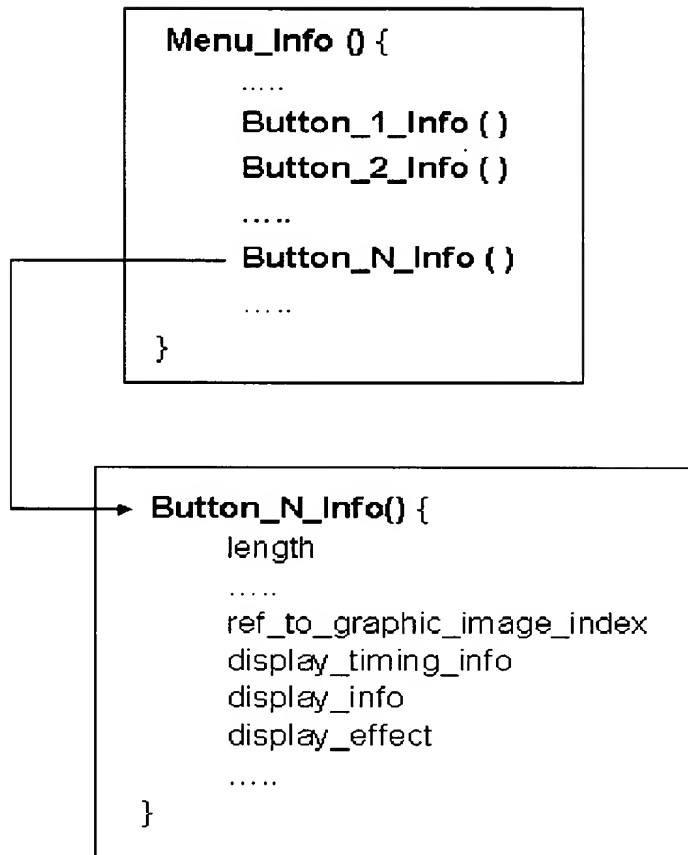 Menu_Info () {
.....
Button_1_Info ( )
Button_2_Info ( )
.....
Button_N_Info ( )
.....
}
Button_N_Info() {
length
.....
ref_to_graphic_image_index
display_timing_info
display_info
display_effect
.....
}